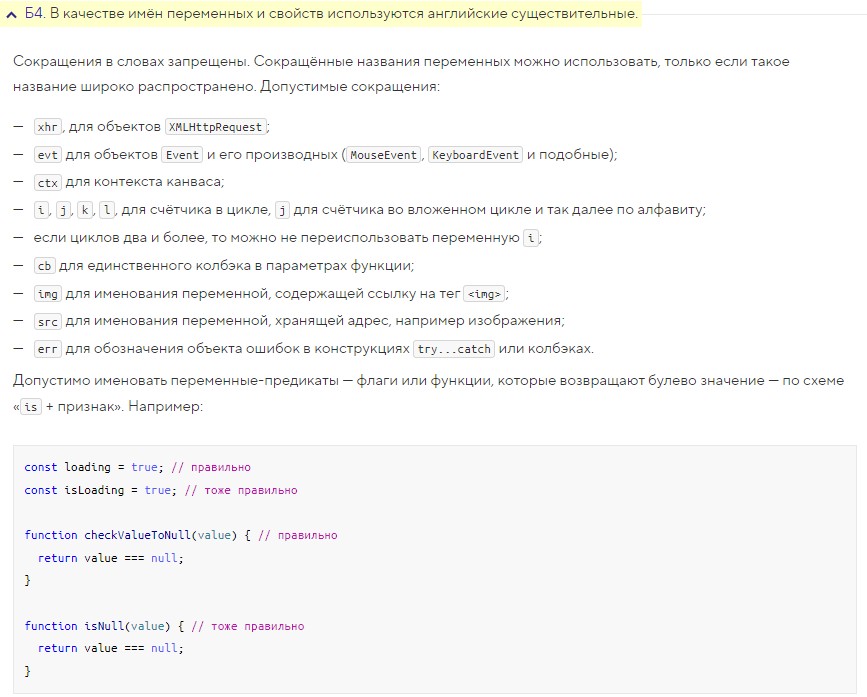 Б4. В качестве имён переменных и свойств используются английские существительные.
Сокращения в словах запрещены. Сокращённые названия переменных можно использовать, только если такое
название широко распространено. Допустимые сокращения:
— xhr, для объектов XMLHttpRequest;
— evt для объектов Event и его производных (MouseEvent, KeyboardEvent и подобные);
— ctx для контекста канваса;
— i, j, k, l, для счётчика в цикле, j для счётчика во вложенном цикле и так далее по алфавиту;
— если циклов два и более, то можно не переиспользовать переменную i;
— cb для единственного колбэка в параметрах функции;
— img для именования переменной, содержащей ссылку на тег <img>;
— src для именования переменной, хранящей адрес, например изображения;
— err для обозначения объекта ошибок в конструкциях try...catch или колбэках.
Допустимо именовать переменные-предикаты — флаги или функции, которые возвращают булево значение — по схеме
«is + признак». Например:
const loading = true; // правильно
const isLoading = true; // тоже правильно
function checkValueToNull(value) { // правильно
  return value === null;
}
function isNull(value) { // тоже правильно
  return value === null;
}